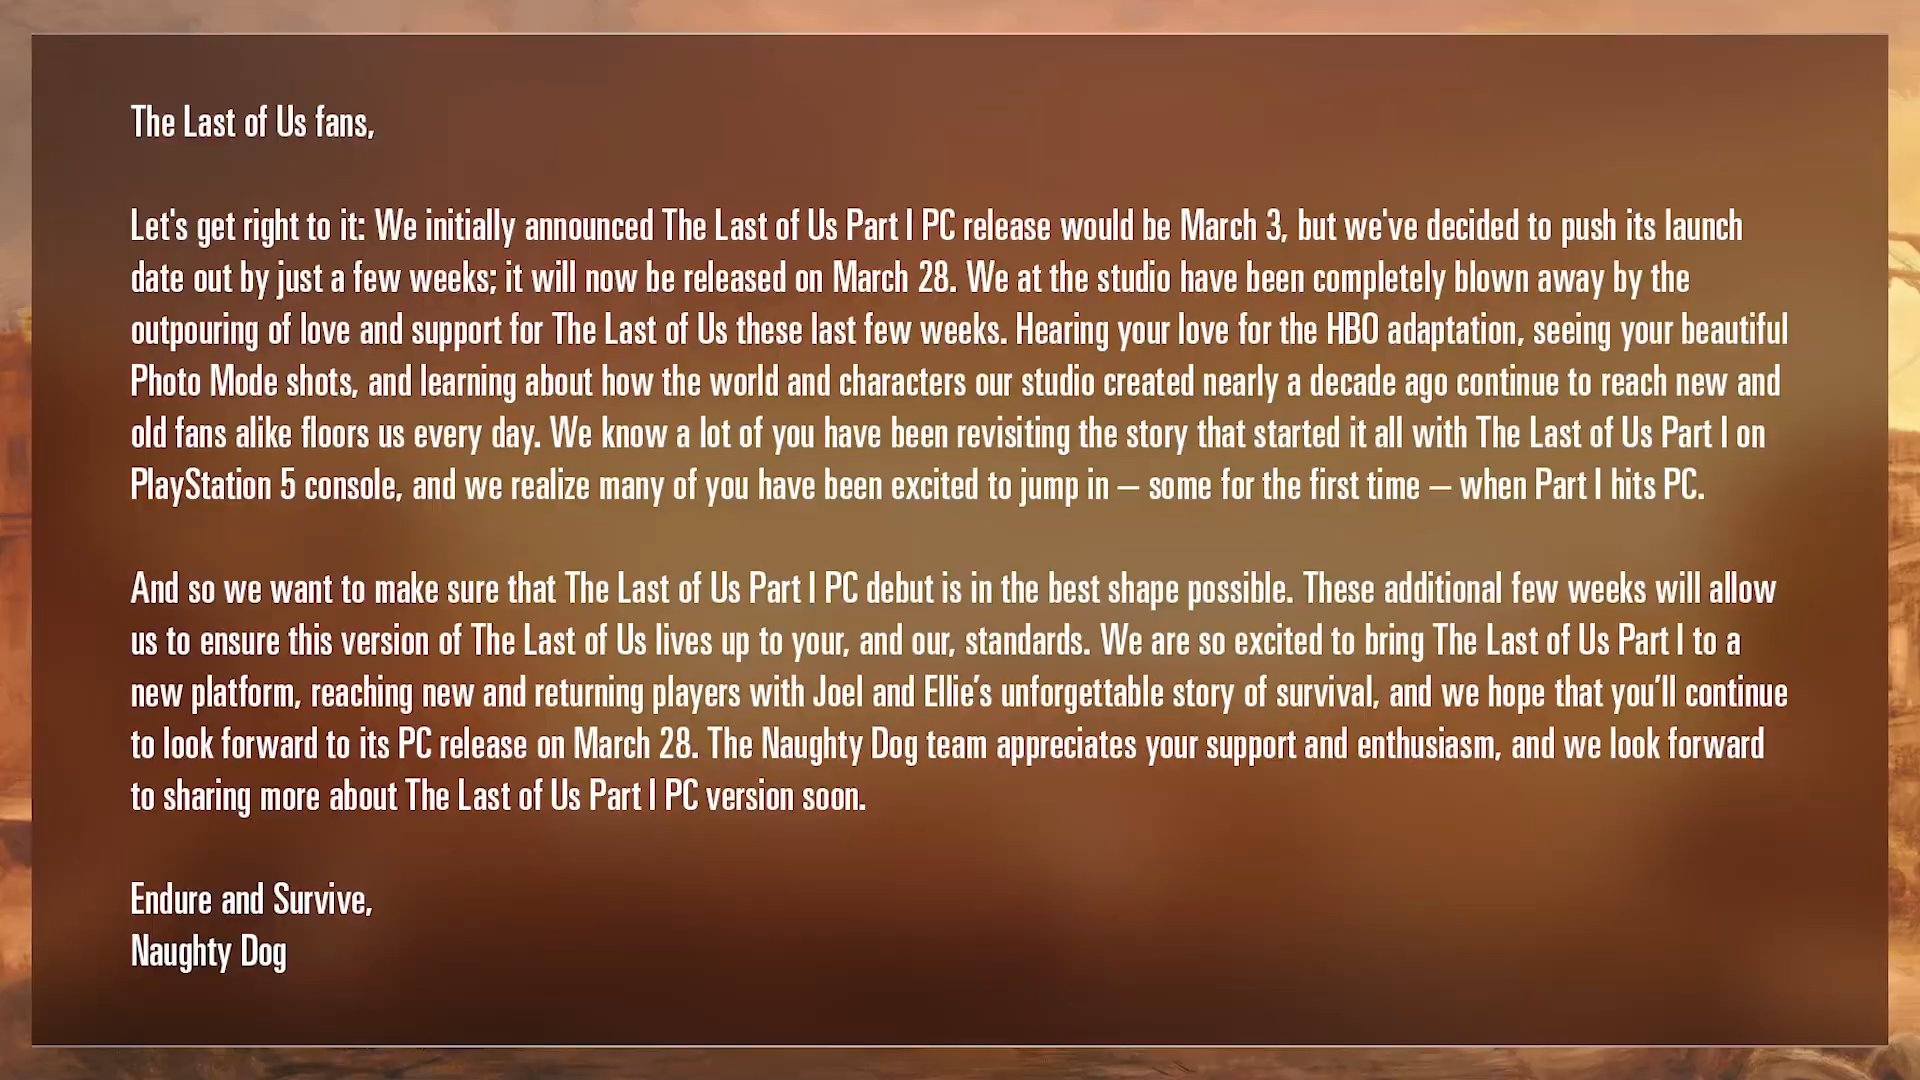 The Last of Us fans,
Let's get right to it: We initially announced The Last of Us Part I PC release would be March 3, but we've decided to push its launch
date out by just a few weeks; it will now be released on March 28. We at the studio have been completely blown away by the
outpouring of love and support for The Last of Us these last few weeks. Hearing your love for the HBO adaptation, seeing your beautiful
Photo Mode shots, and learning about how the world and characters our studio created nearly a decade ago continue to reach new and
old fans alike floors us every day. We know a lot of you have been revisiting the story that started it all with The Last of Us Part I on
PlayStation 5 console, and we realize many of you have been excited to jump in – some for the first time – when Part I hits PC.
And so we want to make sure that The Last of Us Part I PC debut is in the best shape possible. These additional few weeks will allow
us to ensure this version of The Last of Us lives up to your, and our, standards. We are so excited to bring The Last of Us Part I to a
new platform, reaching new and returning players with Joel and Ellie’s unforgettable story of survival, and we hope that you’ll continue
to look forward to its PC release on March 28. The Naughty Dog team appreciates your support and enthusiasm, and we look forward
to sharing more about The Last of Us Part I PC version soon.
Endure and Survive,
Naughty Dog